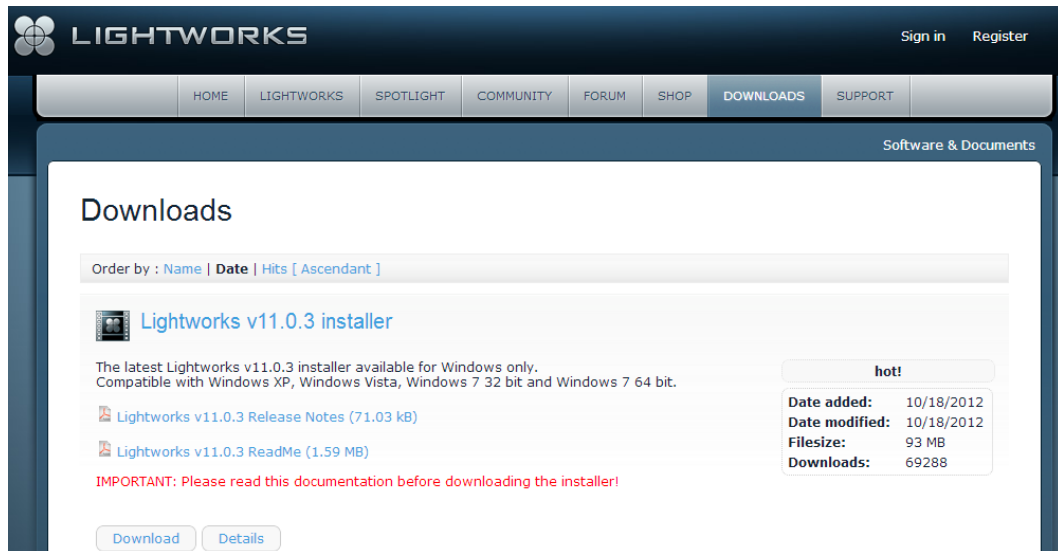 LIGHTWORKS
Sign in Register
HOME LIGHTWORKS SPOTLIGHT COMMUNITY FORUM SHOP DOWNLOADS SUPPORT
Software & Documents
Downloads
Order by : Name | Date | Hits [ Ascendant ]
Lightworks v11.0.3 installer
The latest Lightworks v11.0.3 installer available for Windows only.
Compatible with Windows XP, Windows Vista, Windows 7 32 bit and Windows 7 64 bit.
Lightworks v11.0.3 Release Notes (71.03 kB)
Lightworks v11.0.3 ReadMe (1.59 MB)
IMPORTANT: Please read this documentation before downloading the installer!
hot!
Date added: 10/18/2012
Date modified: 10/18/2012
Filesize: 93 MB
Downloads: 69288
Download Details